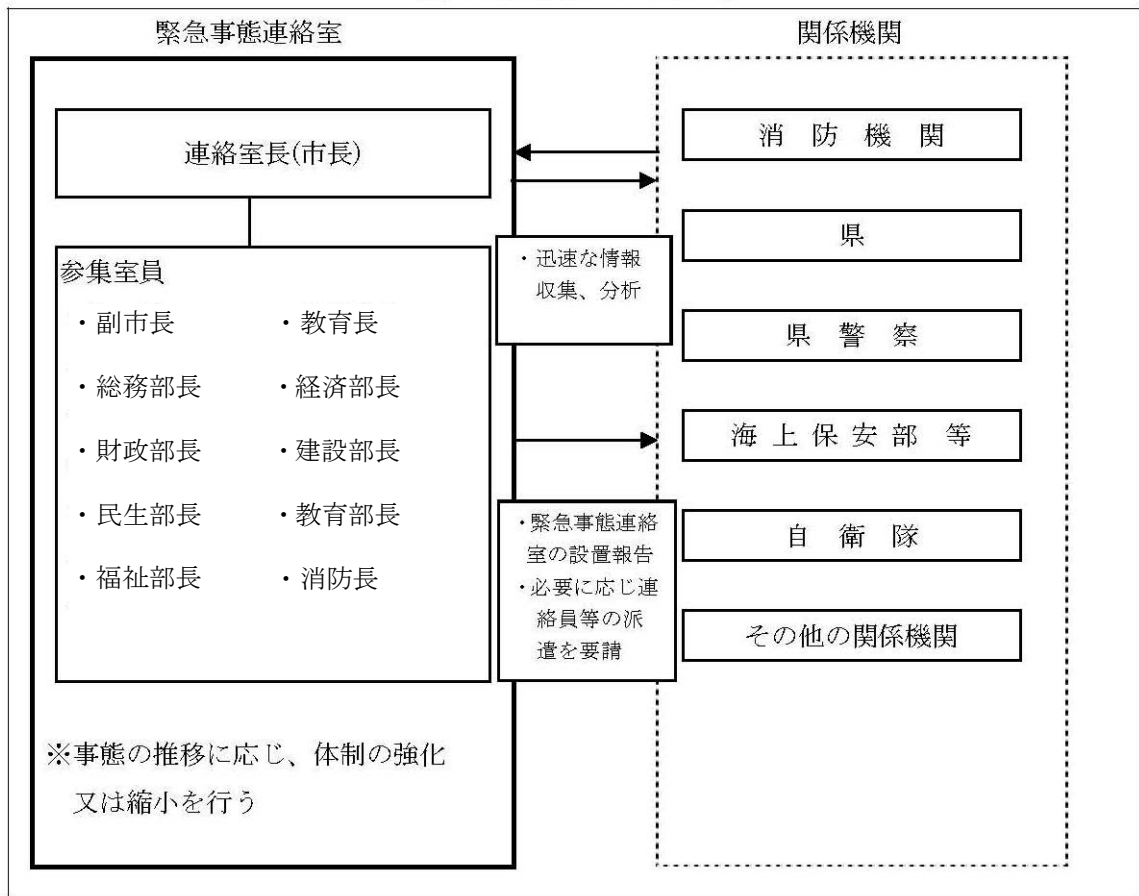 緊急事態連絡室
連絡室長(市長)
参集室員
・副市長 ・教育長
・総務部長 ・経済部長
・財政部長 ・建設部長
・民生部長 ・教育部長
・福祉部長 ・消防長
※事態の推移に応じ、体制の強化
又は縮小を行う
・迅速な情報
収集、分析
・緊急事態連絡
室の設置報告
・必要に応じ連
絡員等の派
遣を要請
関係機関
消防機関
県
県警察
海上保安部等
自衛隊
その他の関係機関